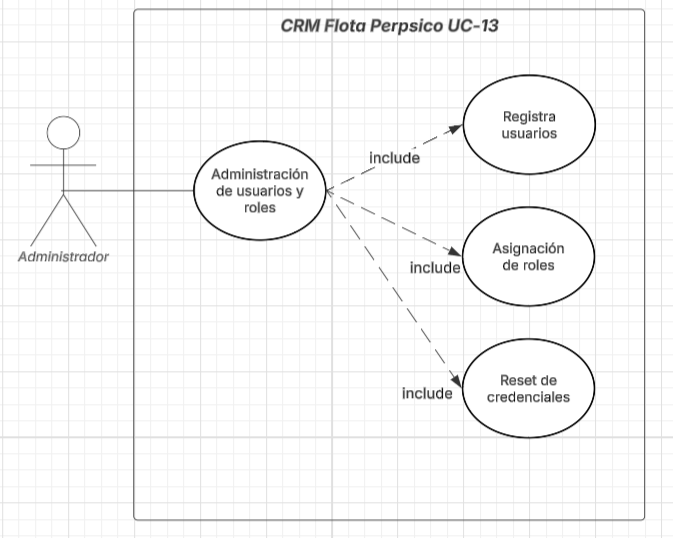 CRM Flota Perpsico UC-13
Registra
usuarios
include
Administración
de usuarios y
roles
Administrador
Asignación
de roles
include
Reset de
credenciales
include